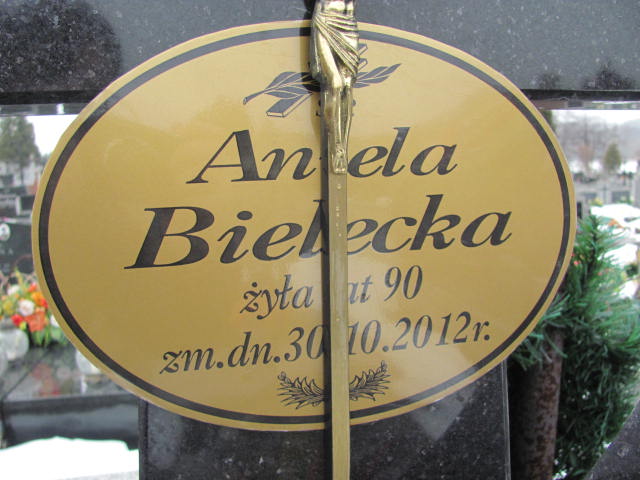 Aniela
Bielecka
żyła lat 90
zm.dn.30.10.2012r.